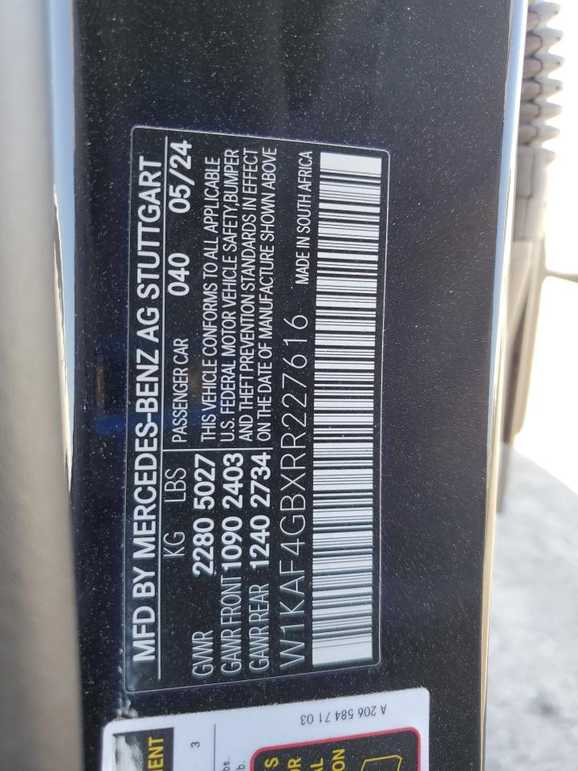 MFD BY MERCEDES-BENZ AG STUTTGART
KG LBS PASSENGER CAR 040 05/24
GVWR 2280 5027
GAWR FRONT 1090 2403
GAWR REAR 1240 2734
THIS VEHICLE CONFORMS TO ALL APPLICABLE
U.S. FEDERAL MOTOR VEHICLE SAFETY,BUMPER
AND THEFT PREVENTION STANDARDS IN EFFECT
ON THE DATE OF MANUFACTURE SHOWN ABOVE
W1KAF4GBXRR227616 MADE IN SOUTH AFRICA
A 206 584 71 03
3